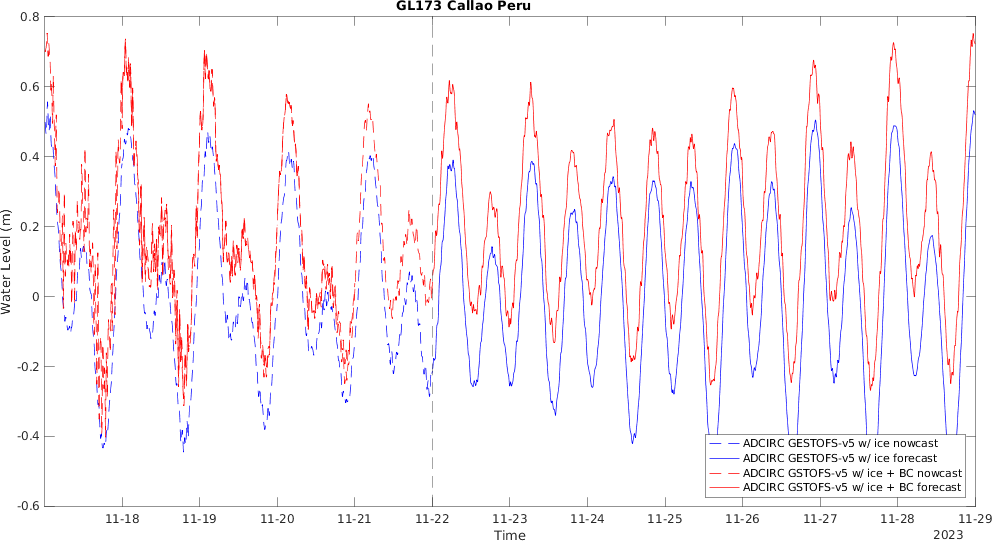 GL173 Callao Peru
0.8
0.6
0.4
0.2
0
-0.2
-0.4
-0.6
Water Level (m)
ADCIRC GESTOFS-v5 w/ ice nowcast
ADCIRC GESTOFS-v5 w/ ice forecast
ADCIRC GSTOFS-v5 w/ ice + BC nowcast
ADCIRC GSTOFS-v5 w/ ice + BC forecast
11-18 11-19 11-20 11-21 11-22 11-23 11-24 11-25 11-26 11-27 11-28 11-29
Time
2023